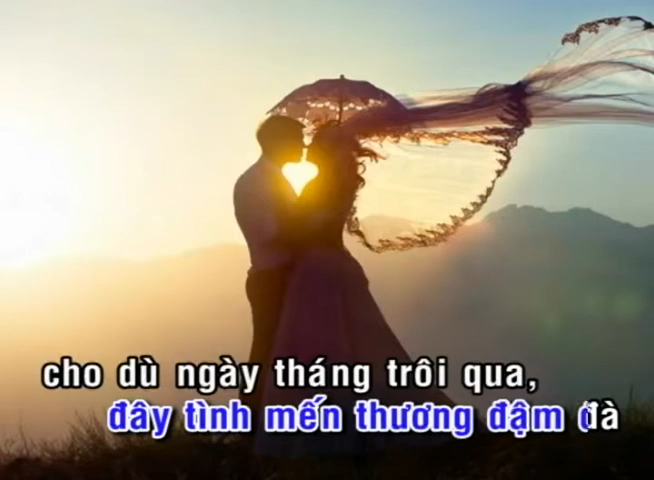 cho dù ngày tháng trôi qua,
đây tình mến thương đậm đà